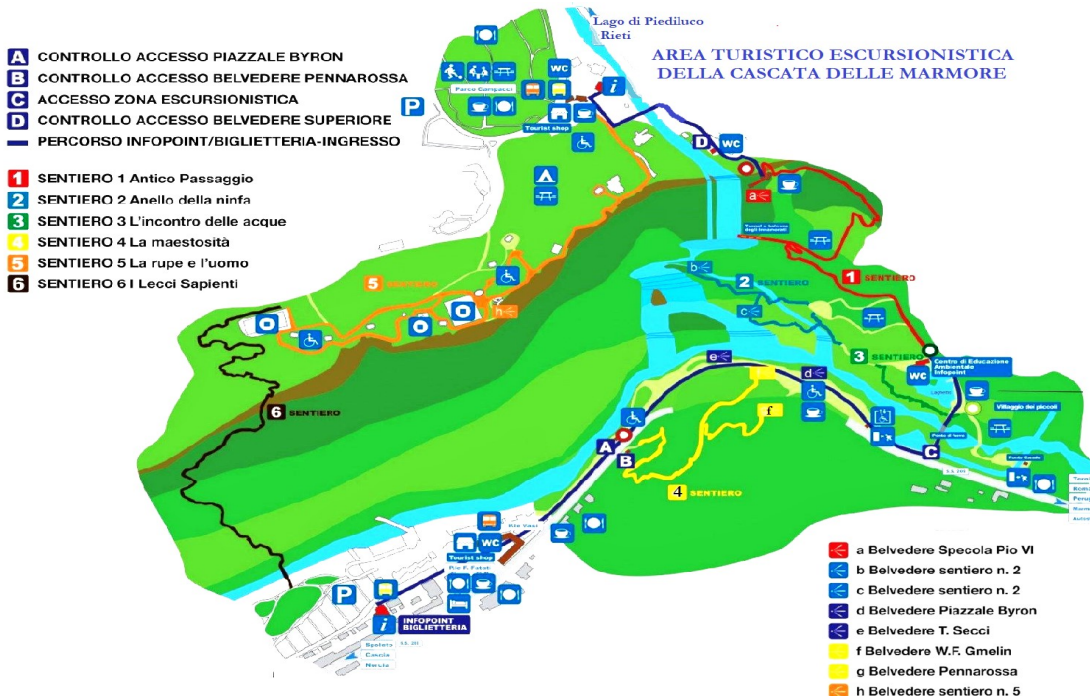 Lago di Piediluco
Rieti
AREA TURISTICO ESCURSIONISTICA
DELLA CASCATA DELLE MARMORE
A CONTROLLO ACCESSO PIAZZALE BYRON
B CONTROLLO ACCESSO BELVEDERE PENNAROSSA
C ACCESSO ZONA ESCURSIONISTICA
D CONTROLLO ACCESSO BELVEDERE SUPERIORE
PERCORSO INFOPOINT/BIGLIETTERIA-INGRESSO
1 SENTIERO 1 Antico Passaggio
2 SENTIERO 2 Anello della ninfa
3 SENTIERO 3 L'incontro delle acque
4 SENTIERO 4 La maestosità
5 SENTIERO 5 La rupe e l'uomo
6 SENTIERO 6 I Lecci Sapienti
WC
i
Parco Campacci
P
Tourist shop
D
WC
a
b
2 SENTIERO
1 SENTIERO
c
5 SENTIERO
h
e
d
3 SENTIERO
WC
Centro di Educazione
Ambientale
Infopoint
Villaggio dei piccoli
f
6 SENTIERO
A
B
C
4 SENTIERO
WC
Tourist shop
P
i
INFOPOINT
BIGLIETTERIA
Spoleto
Cascia
Norcia
a Belvedere Specola Pio VI
b Belvedere sentiero n. 2
c Belvedere sentiero n. 2
d Belvedere Piazzale Byron
e Belvedere T. Secci
f Belvedere W.F. Gmelin
g Belvedere Pennarossa
h Belvedere sentiero n. 5